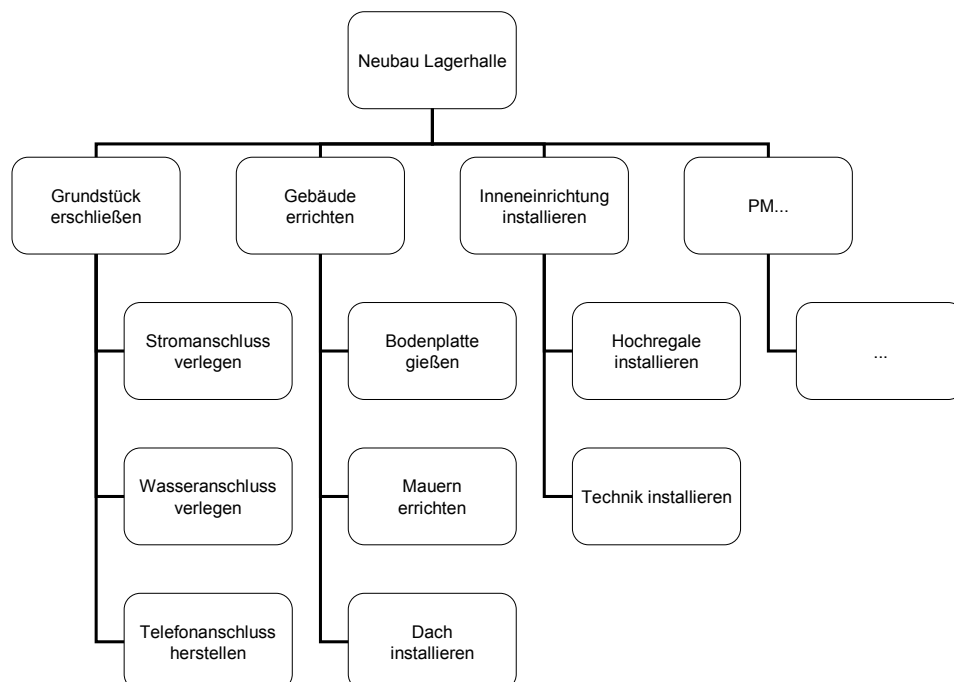 Neubau Lagerhalle
Grundstück
erschließen
Gebäude
errichten
Inneneinrichtung
installieren
PM...
Stromanschluss
verlegen
Bodenplatte
gießen
Hochregale
installieren
...
Wasseranschluss
verlegen
Mauern
errichten
Technik installieren
Telefonanschluss
herstellen
Dach
installieren